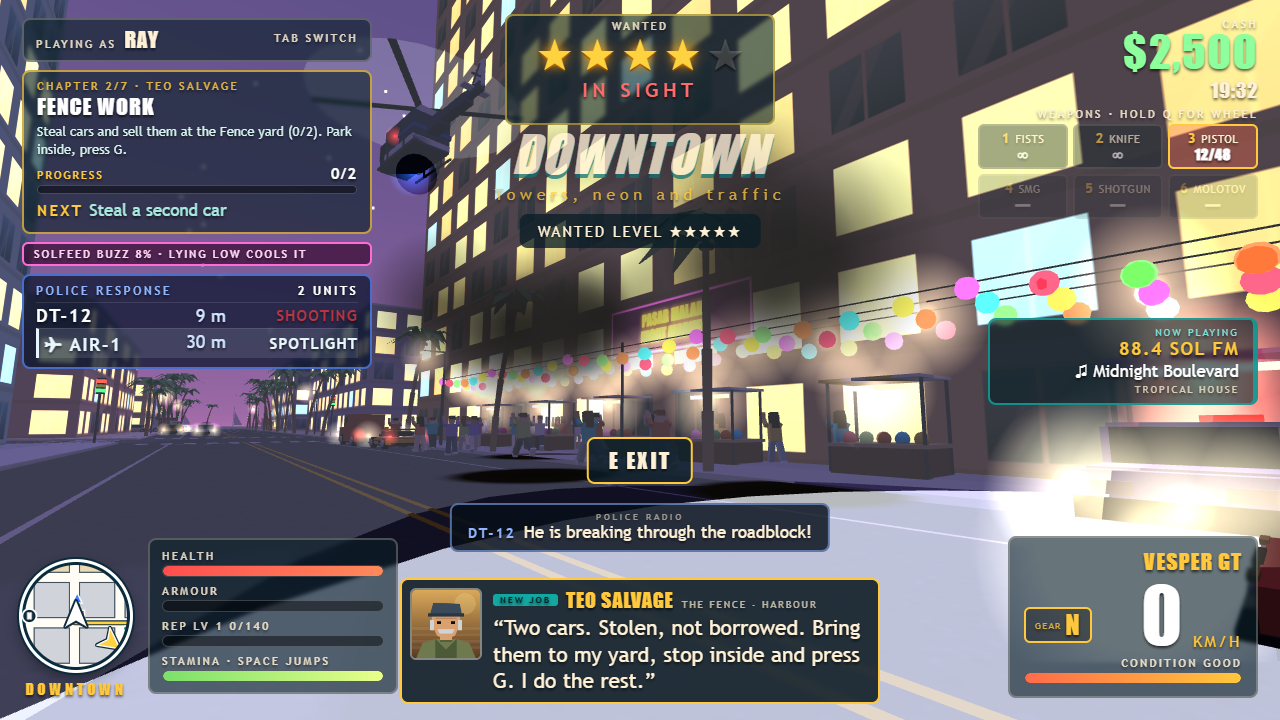 PLAYING AS RAY TAB SWITCH
CHAPTER 2/7 · TEO SALVAGE
FENCE WORK
Steal cars and sell them at the Fence yard (0/2). Park
inside, press G.
PROGRESS 0/2
NEXT Steal a second car
SOLFEED BUZZ 8% · LYING LOW COOLS IT
POLICE RESPONSE 2 UNITS
DT-12 9 m SHOOTING
AIR-1 30 m SPOTLIGHT
WANTED
IN SIGHT
DOWNTOWN
Towers, neon and traffic
WANTED LEVEL ★★★★★
CASH
$2,500
19:32
WEAPONS · HOLD Q FOR WHEEL
1 FISTS ∞
2 KNIFE ∞
3 PISTOL 12/48
4 SMG —
5 SHOTGUN —
6 MOLOTOV —
PASAR MALAM
NOW PLAYING
88.4 SOL FM
♫ Midnight Boulevard
TROPICAL HOUSE
E EXIT
POLICE RADIO
DT-12 He is breaking through the roadblock!
HEALTH
ARMOUR
REP LV 1 0/140
STAMINA · SPACE JUMPS
DOWNTOWN
NEW JOB TEO SALVAGE THE FENCE · HARBOUR
“Two cars. Stolen, not borrowed. Bring
them to my yard, stop inside and press
G. I do the rest.”
VESPER GT
GEAR N
0 KM/H
CONDITION GOOD